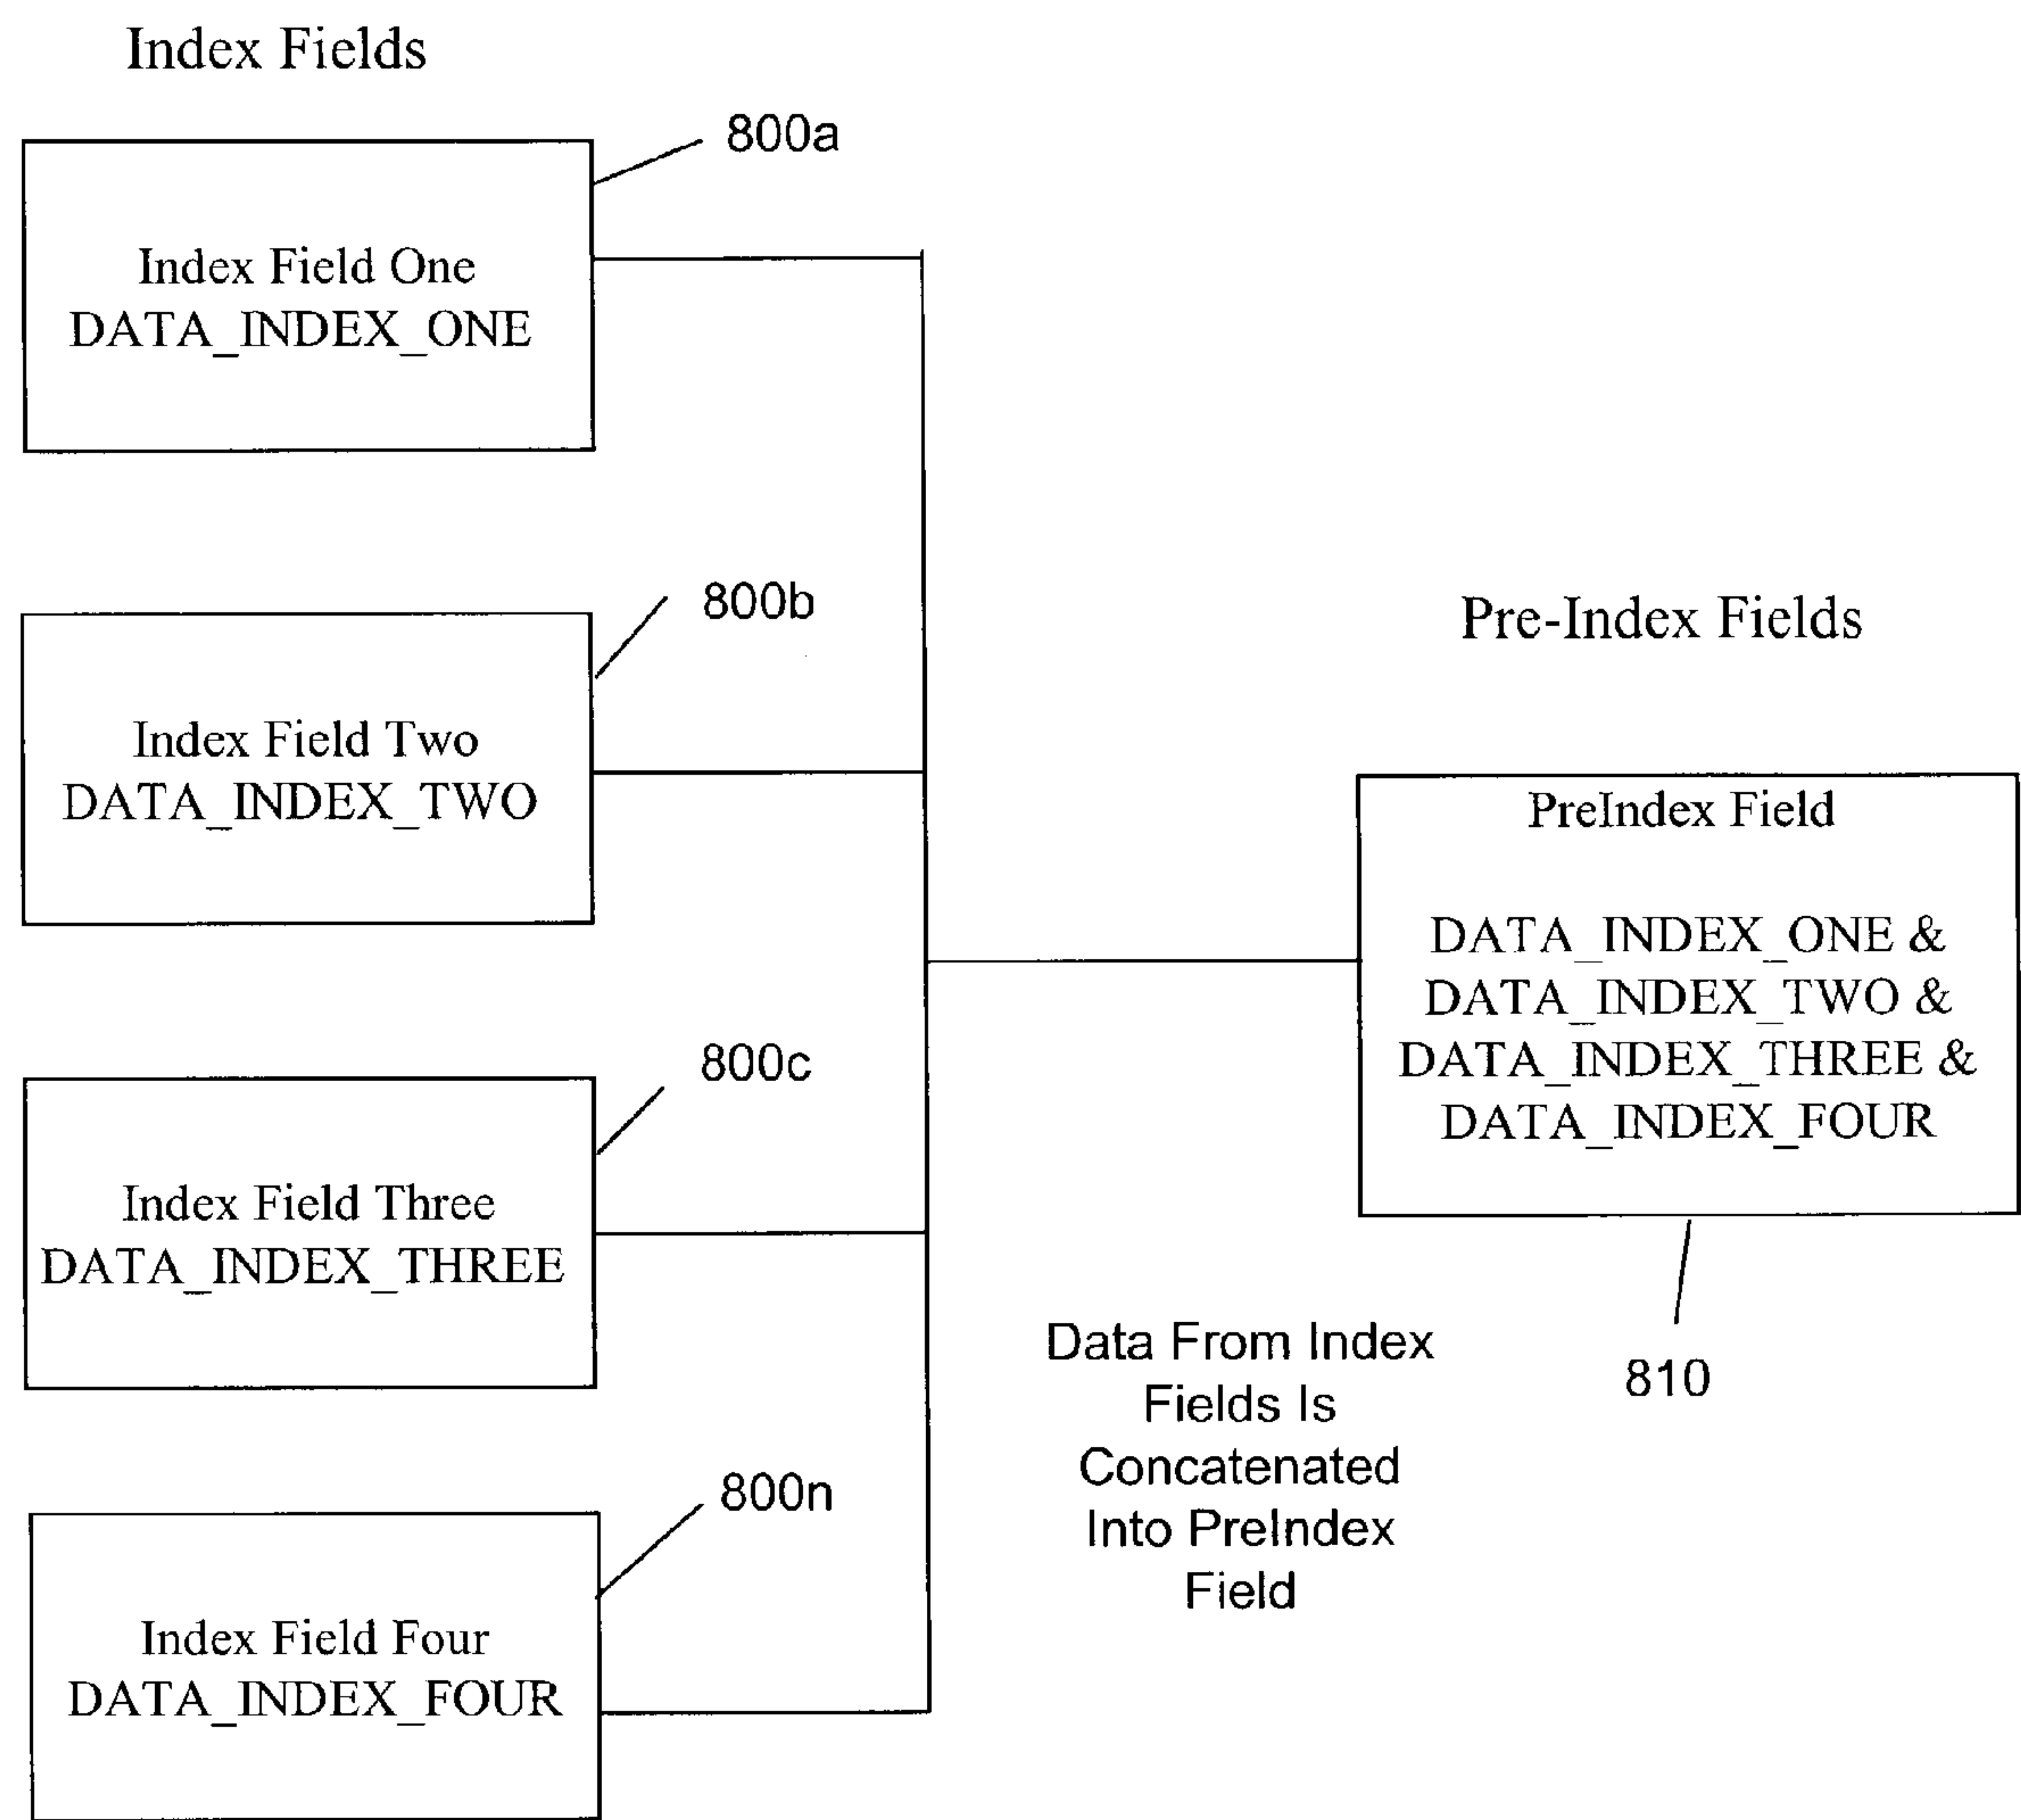 Index Fields
800a
Index Field One
DATA_INDEX_ONE
800b
Index Field Two
DATA_INDEX_TWO
800c
Index Field Three
DATA_INDEX_THREE
800n
Index Field Four
DATA_INDEX_FOUR
Data From Index
Fields Is
Concatenated
Into PreIndex
Field
Pre-Index Fields
PreIndex Field
DATA_INDEX_ONE &
DATA_INDEX_TWO &
DATA_INDEX_THREE &
DATA_INDEX_FOUR
810